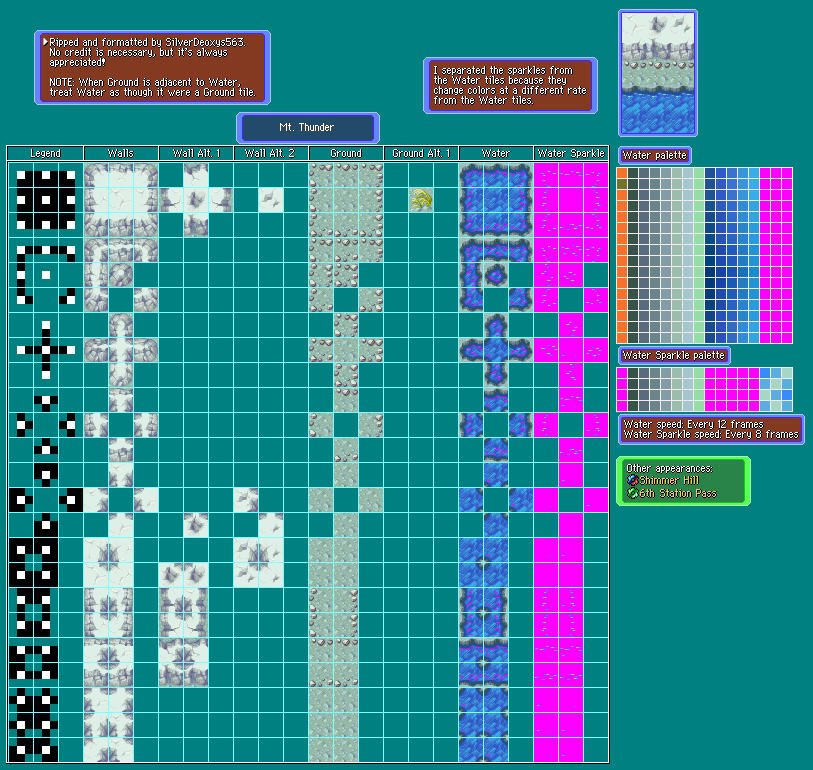 Ripped and formatted by SilverDeoxys563.
No credit is necessary, but it's always
appreciated!
NOTE: When Ground is adjacent to Water,
treat Water as though it were a Ground tile.
I separated the sparkles from
the Water tiles because they
change colors at a different rate
from the Water tiles.
Mt. Thunder
Legend Walls Wall Alt. 1 Wall Alt. 2 Ground Ground Alt. 1 Water Water Sparkle
Water palette
Water Sparkle palette
Water speed: Every 12 frames
Water Sparkle speed: Every 8 frames
Other appearances:
Shimmer Hill
6th Station Pass